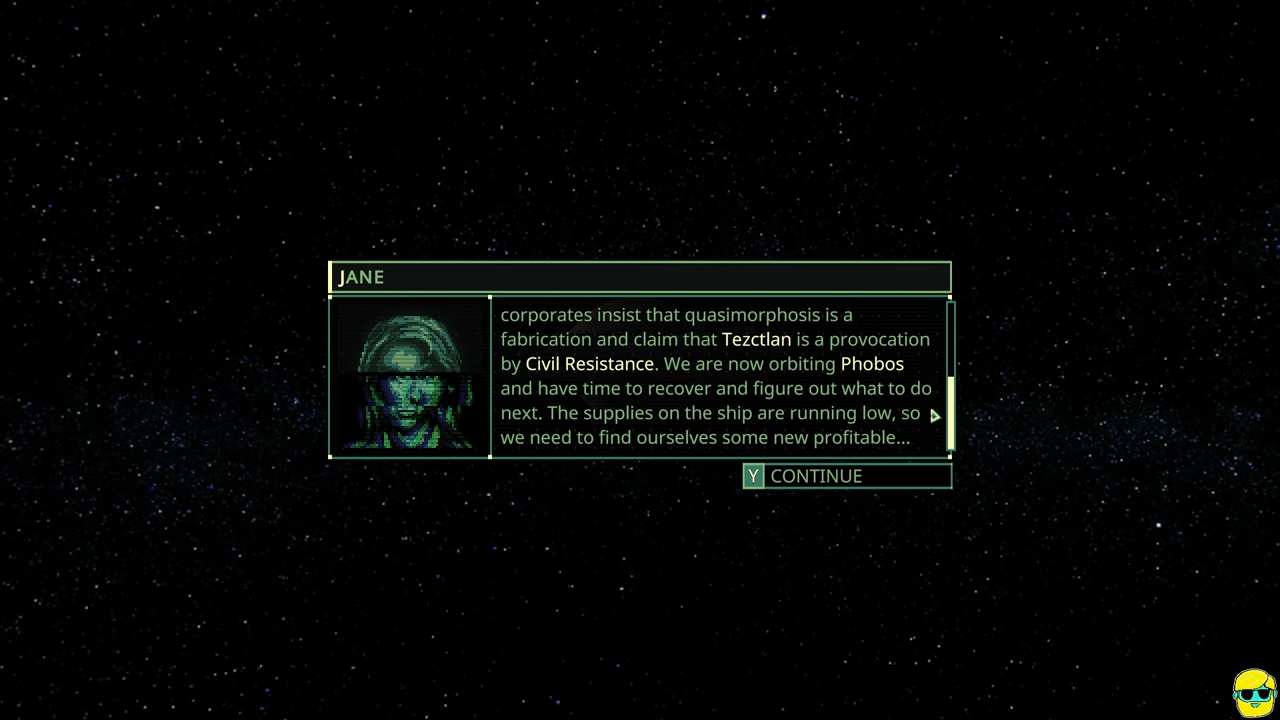 JANE
corporates insist that quasimorphosis is a
fabrication and claim that Tezctlan is a provocation
by Civil Resistance. We are now orbiting Phobos
and have time to recover and figure out what to do
next. The supplies on the ship are running low, so
we need to find ourselves some new profitable...
Y CONTINUE